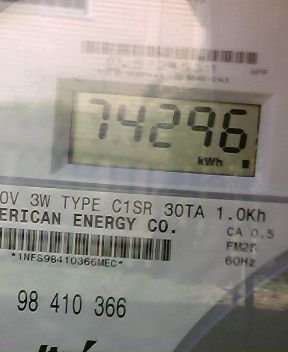 74296
kWh
0V 3W TYPE C1SR 30TA 1.0Kh
ERICAN ENERGY CO.
CA 0.5
FM2S
60Hz
*1NFS98410366MEC*
98 410 366